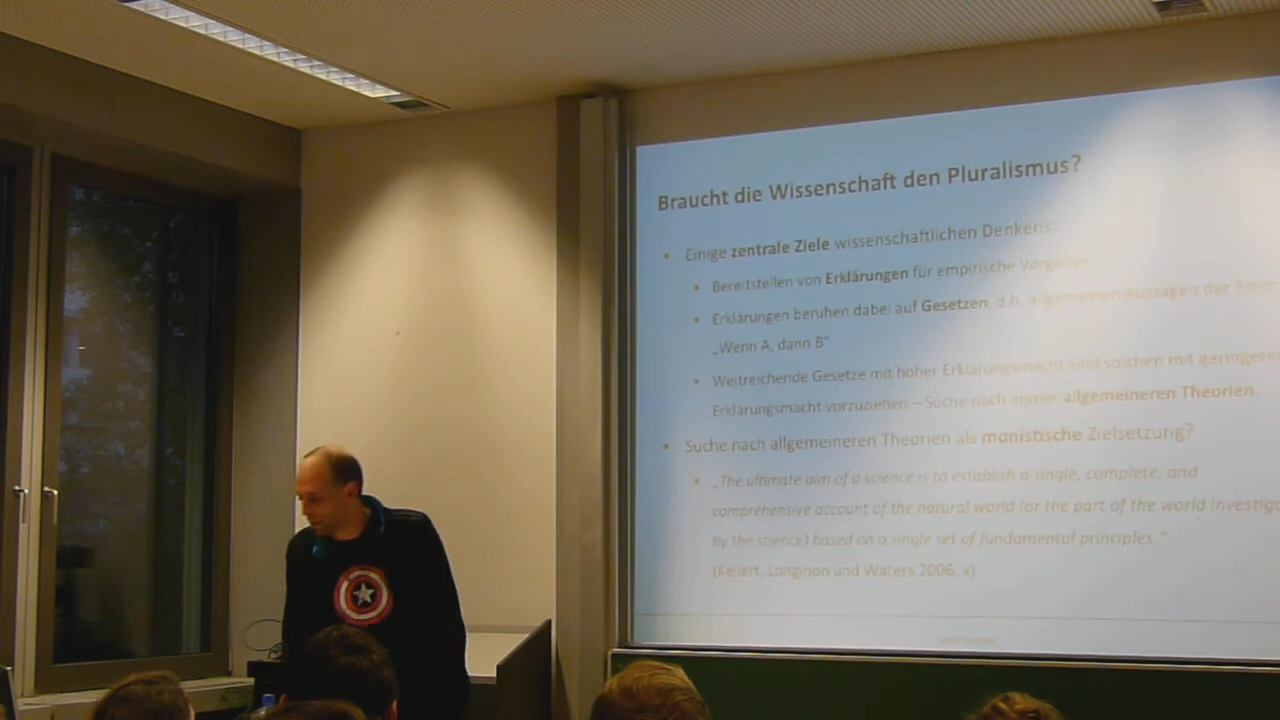 Braucht die Wissenschaft den Pluralismus?
Einige zentrale Ziele wissenschaftlichen Denkens:
Bereitstellen von Erklärungen für empirische Vorgänge
Erklärungen beruhen dabei auf Gesetzen, d.h. allgemeinen Aussagen der Form
„Wenn A, dann B“
Weitreichende Gesetze mit hoher Erklärungsmacht sind solchen mit geringerer
Erklärungsmacht vorzuziehen – Suche nach immer allgemeineren Theorien.
Suche nach allgemeineren Theorien als monistische Zielsetzung?
„The ultimate aim of a science is to establish a single, complete, and
comprehensive account of the natural world (or the part of the world investig
by the science) based on a single set of fundamental principles.“
(Kellert, Longinon und Waters 2006, x)